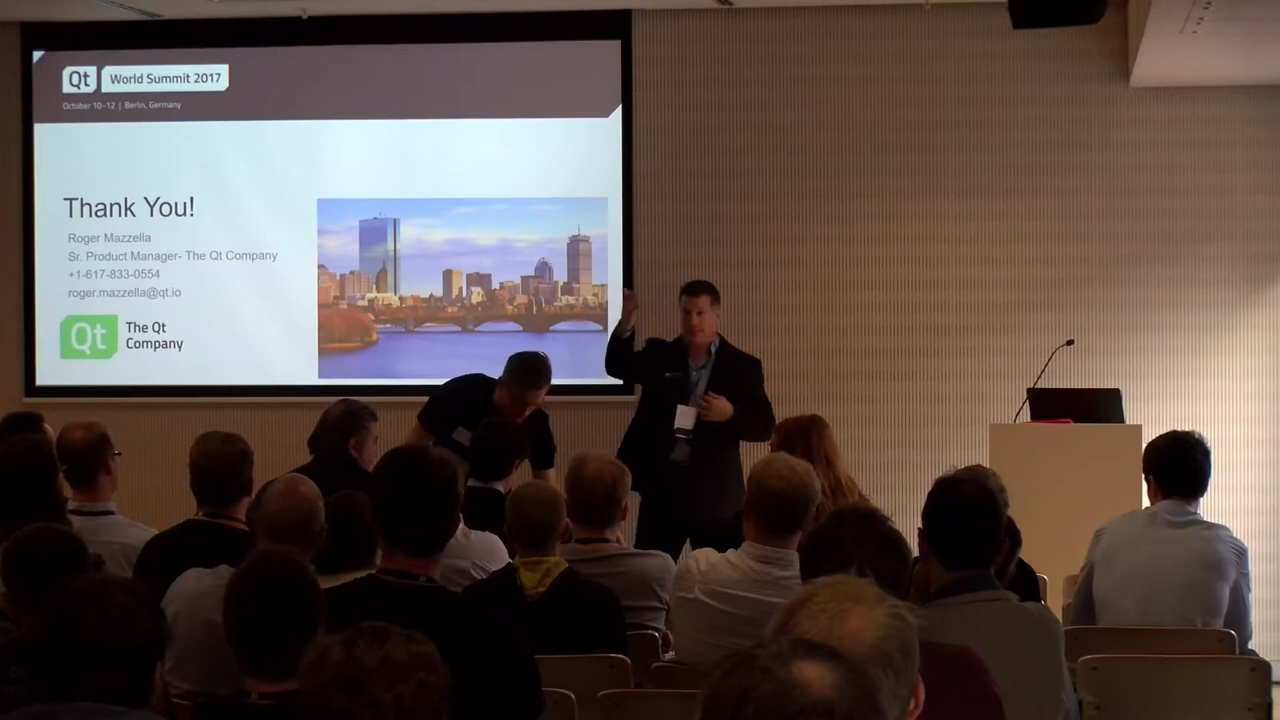 Qt World Summit 2017
October 10-12 | Berlin, Germany
Thank You!
Roger Mazzella
Sr. Product Manager- The Qt Company
+1-617-833-0554
roger.mazzella@qt.io
Qt The Qt
Company